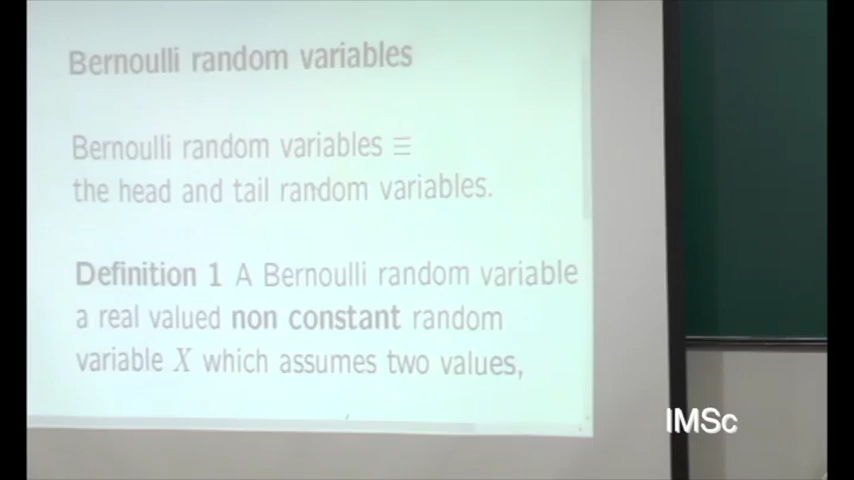 Bernoulli random variables
Bernoulli random variables ≡
the head and tail random variables.
Definition 1 A Bernoulli random variable
a real valued non constant random
variable X which assumes two values,
IMSc